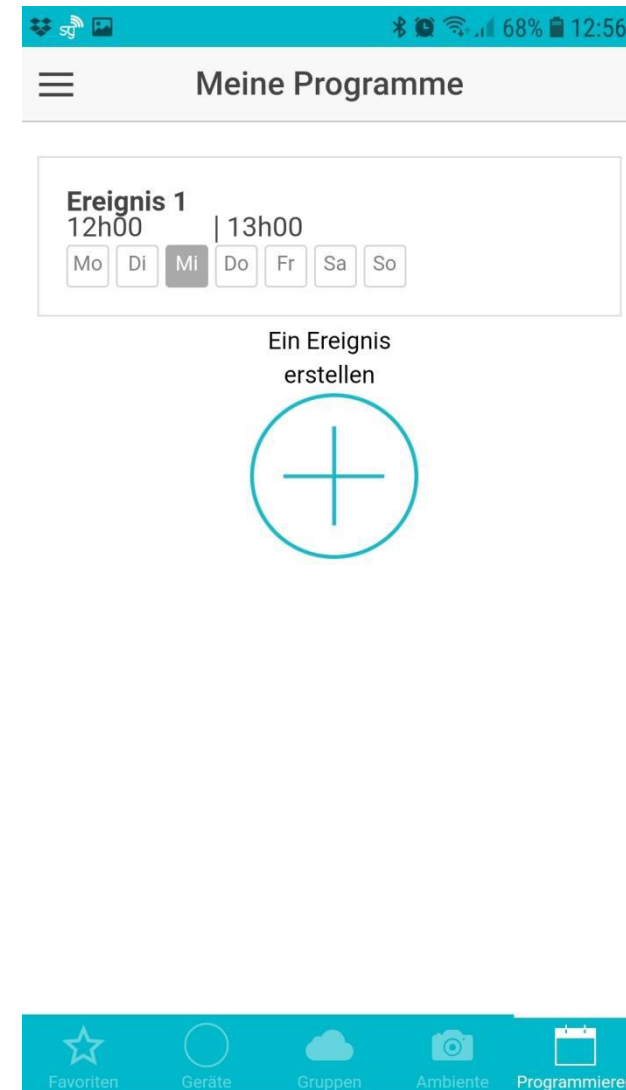 sg 68% 12:56
Meine Programme
Ereignis 1
12h00 | 13h00
Mo Di Mi Do Fr Sa So
Ein Ereignis
erstellen
Favoriten Geräte Gruppen Ambiente Programmiere